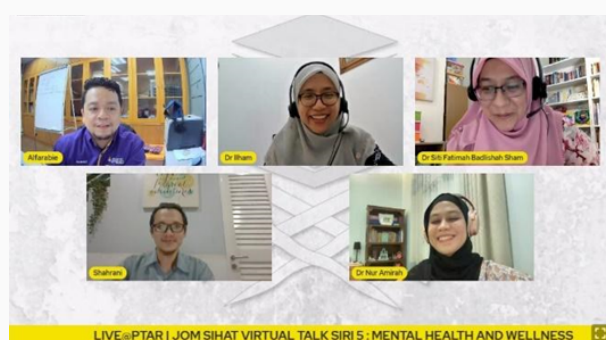 Alfarabie
Dr Ilham
Dr Siti Fatimah Badlishah Sham
Shahrani
Dr Nur Amirah
LIVE@PTAR | JOM SIHAT VIRTUAL TALK SIRI 5 : MENTAL HEALTH AND WELLNESS